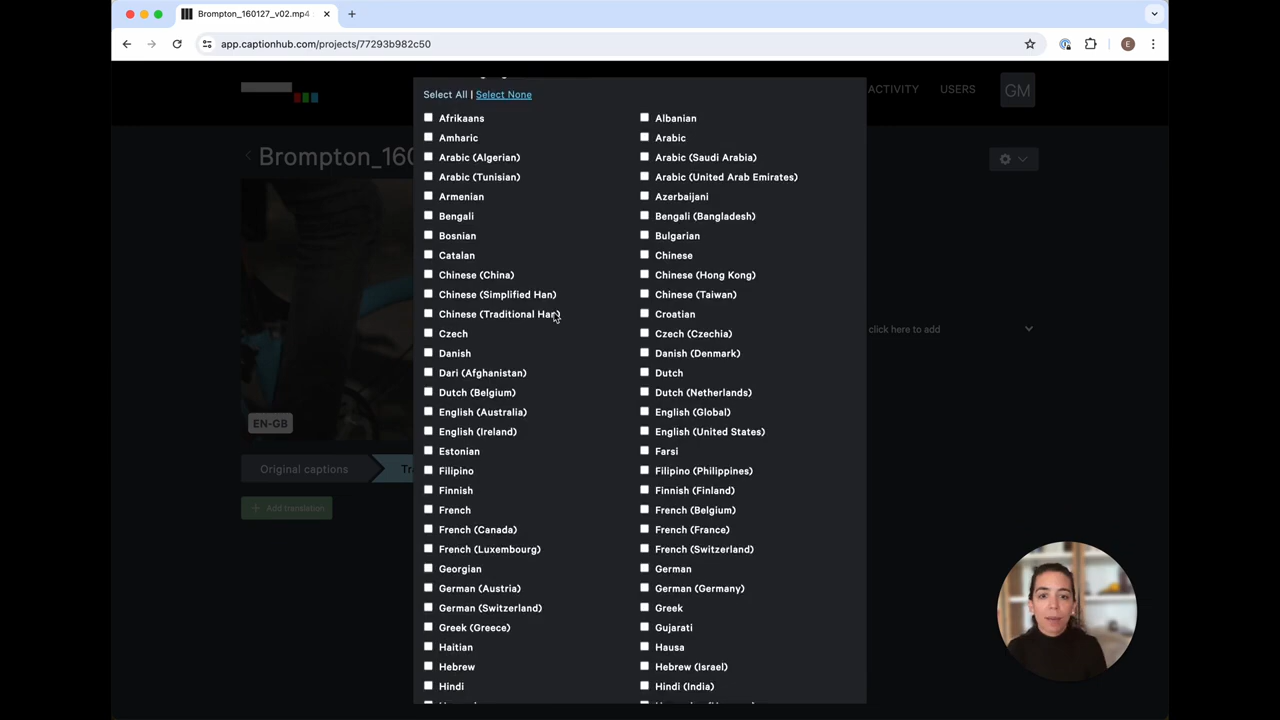 Brompton_160127_v02.mp4
app.captionhub.com/projects/77293b982c50
E
ACTIVITY
USERS
GM
Brompton_160
Select All | Select None
Afrikaans
Albanian
Amharic
Arabic
Arabic (Algerian)
Arabic (Saudi Arabia)
Arabic (Tunisian)
Arabic (United Arab Emirates)
Armenian
Azerbaijani
Bengali
Bengali (Bangladesh)
Bosnian
Bulgarian
Catalan
Chinese
Chinese (China)
Chinese (Hong Kong)
Chinese (Simplified Han)
Chinese (Taiwan)
Chinese (Traditional Han)
Croatian
Czech
Czech (Czechia)
Danish
Danish (Denmark)
Dari (Afghanistan)
Dutch
Dutch (Belgium)
Dutch (Netherlands)
English (Australia)
English (Global)
English (Ireland)
English (United States)
Estonian
Farsi
Filipino
Filipino (Philippines)
Finnish
Finnish (Finland)
French
French (Belgium)
French (Canada)
French (France)
French (Luxembourg)
French (Switzerland)
Georgian
German
German (Austria)
German (Germany)
German (Switzerland)
Greek
Greek (Greece)
Gujarati
Haitian
Hausa
Hebrew
Hebrew (Israel)
Hindi
Hindi (India)
click here to add
EN-GB
Original captions
Tra
+ Add translation